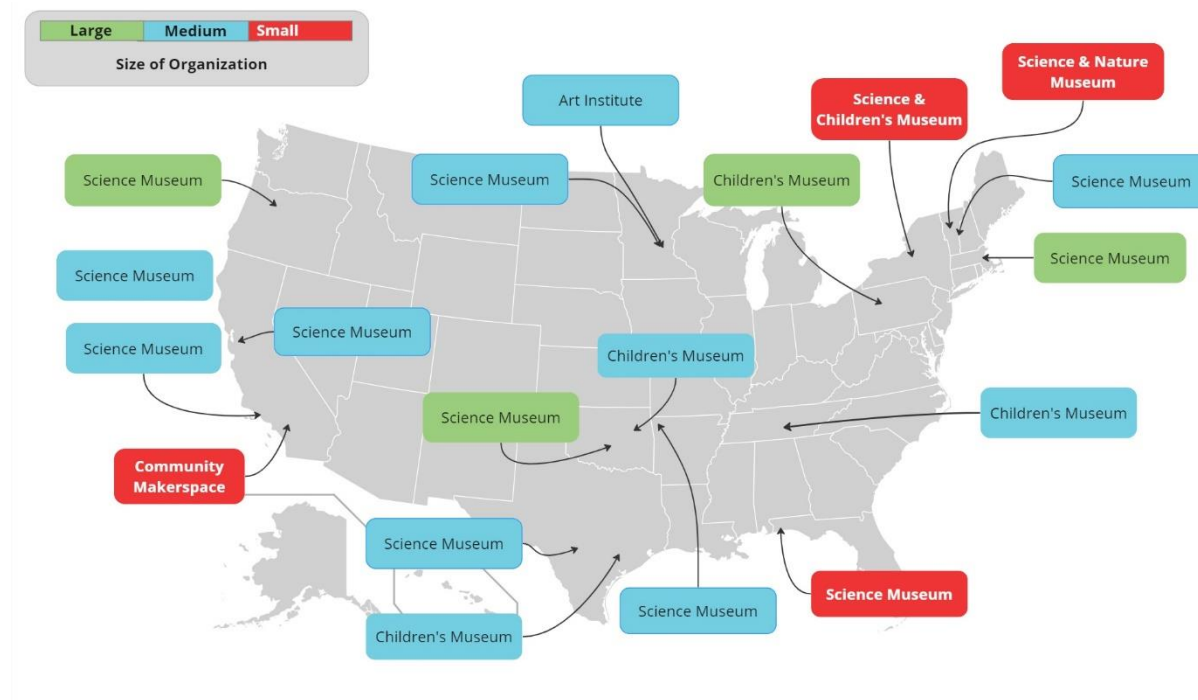 Large Medium Small
Size of Organization
Science & Nature
Museum
Art Institute
Science &
Children's Museum
Science Museum
Science Museum
Children's Museum
Science Museum
Science Museum
Science Museum
Science Museum
Science Museum
Children's Museum
Science Museum
Children's Museum
Community
Makerspace
Science Museum
Science Museum
Science Museum
Children's Museum